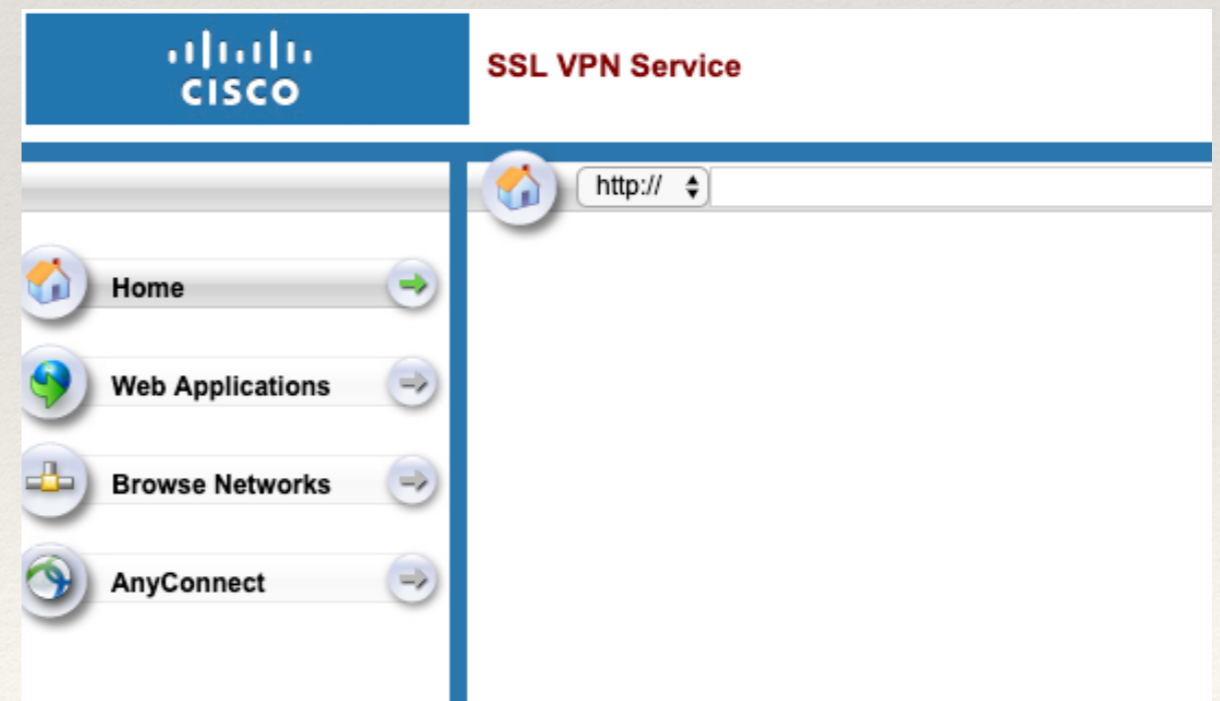 CISCO
SSL VPN Service
http://
Home
Web Applications
Browse Networks
AnyConnect